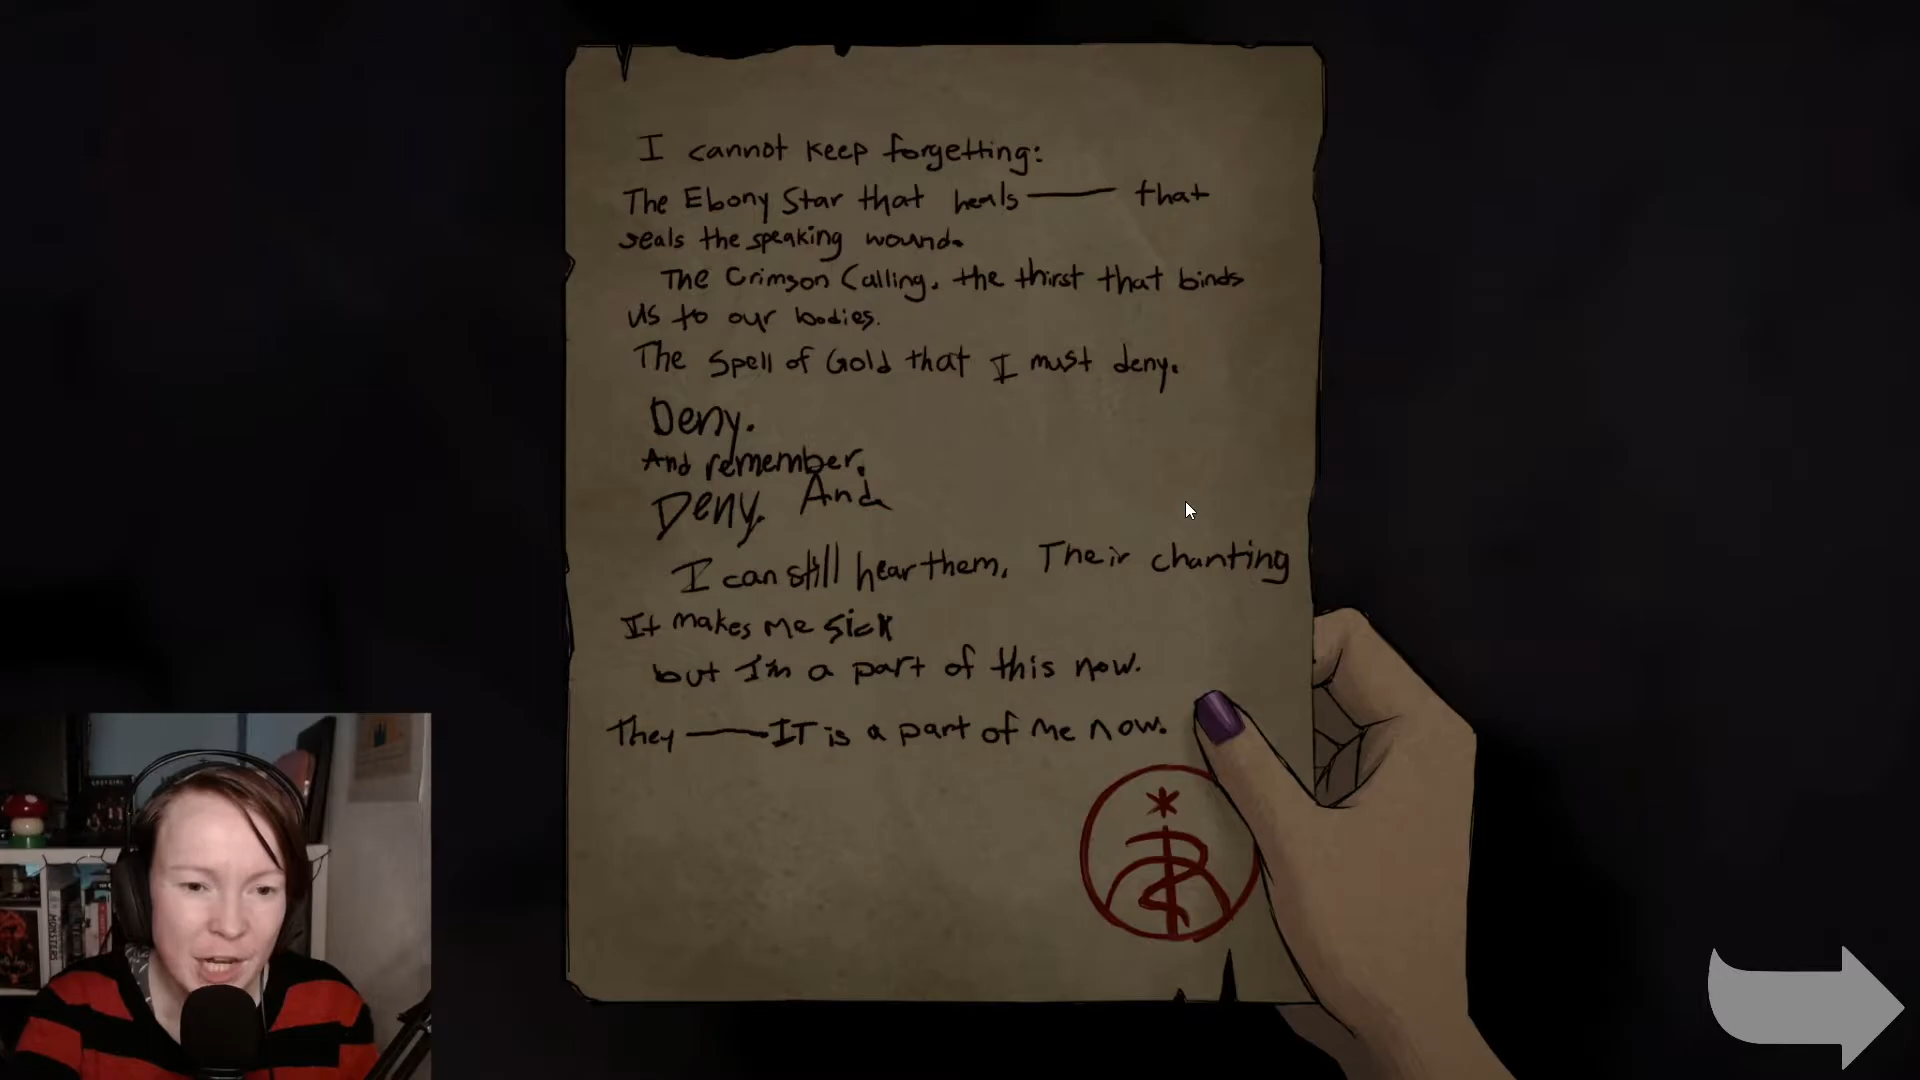 I cannot keep forgetting:
The Ebony Star that heals —— that
seals the speaking wound.
The Crimson Calling, the thirst that binds
us to our bodies.
The Spell of Gold that I must deny.
Deny.
And remember.
Deny. And
I can still hear them, Their chanting
It makes me sick
but I'm a part of this now.
They —— IT is a part of me now.